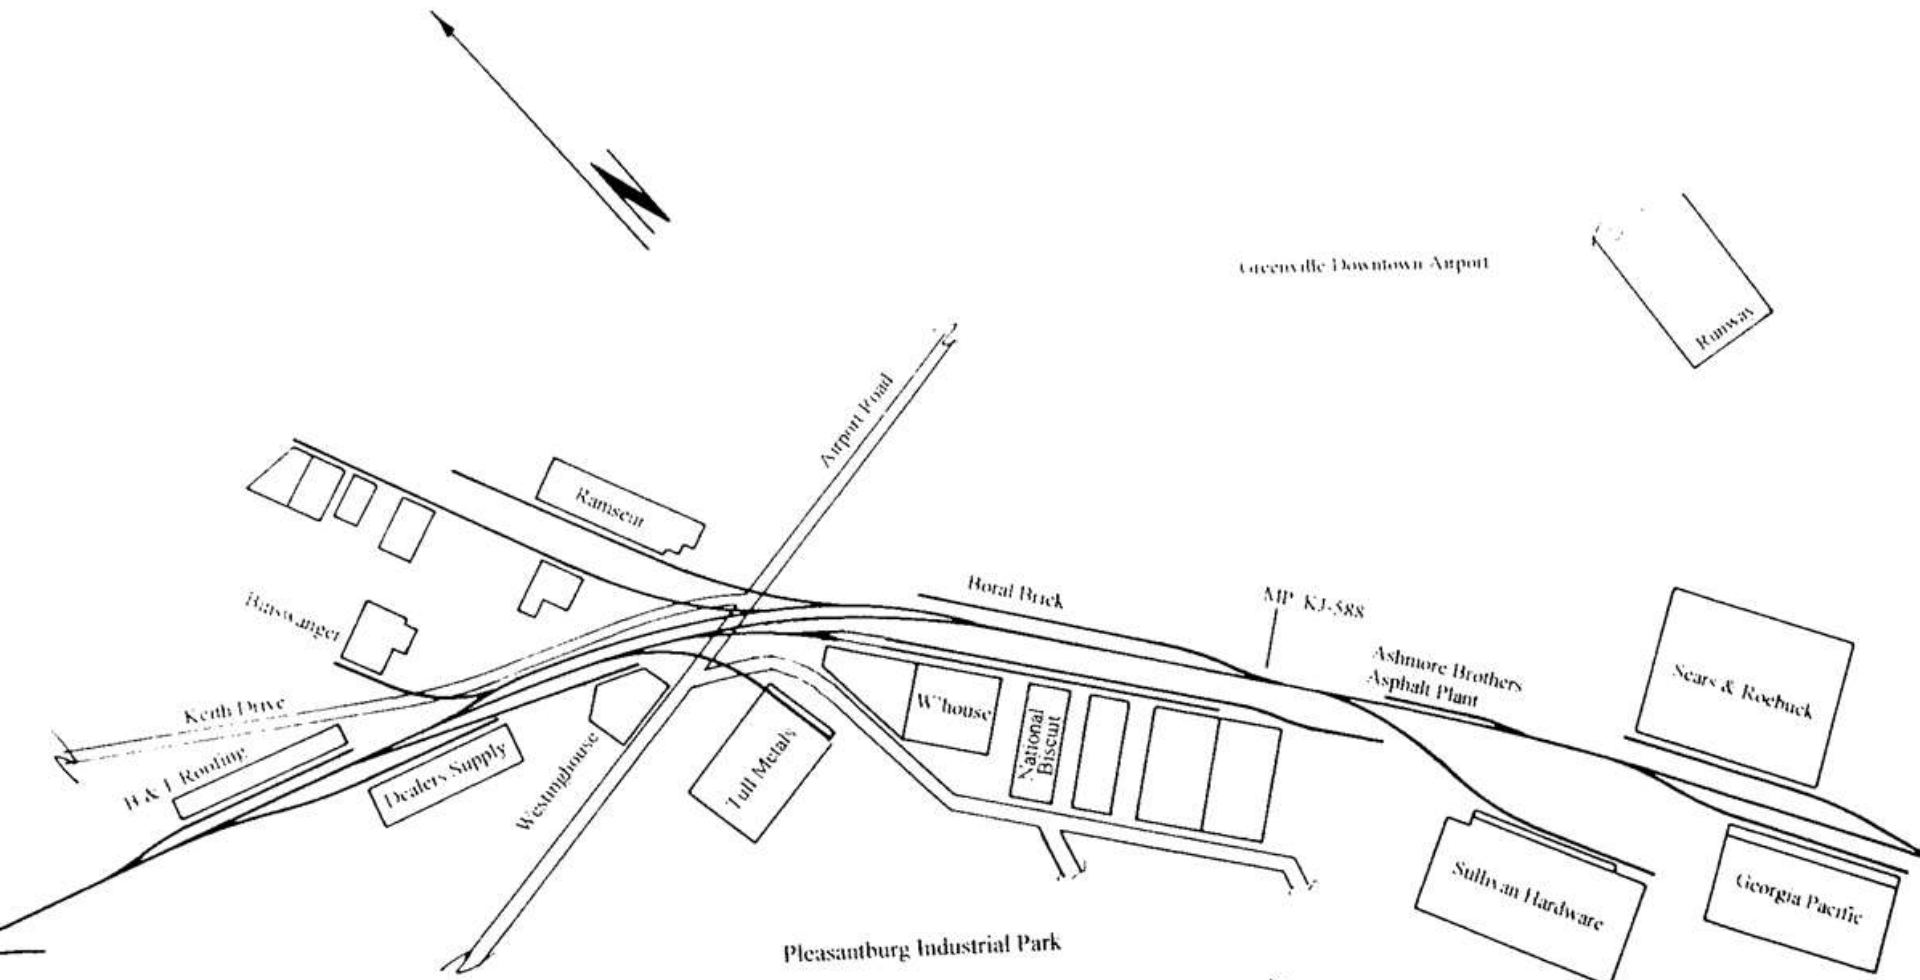 N
Greenville Downtown Airport
Runway
Airport Road
Ramseur
Boral Brick
MP KJ-588
Binswanger
Ashmore Brothers
Asphalt Plant
Sears & Roebuck
Keith Drive
W'house
National
Biscuit
B & L Roofing
Dealers Supply
Westinghouse
Tull Metals
Sullivan Hardware
Georgia Pacific
Pleasantburg Industrial Park